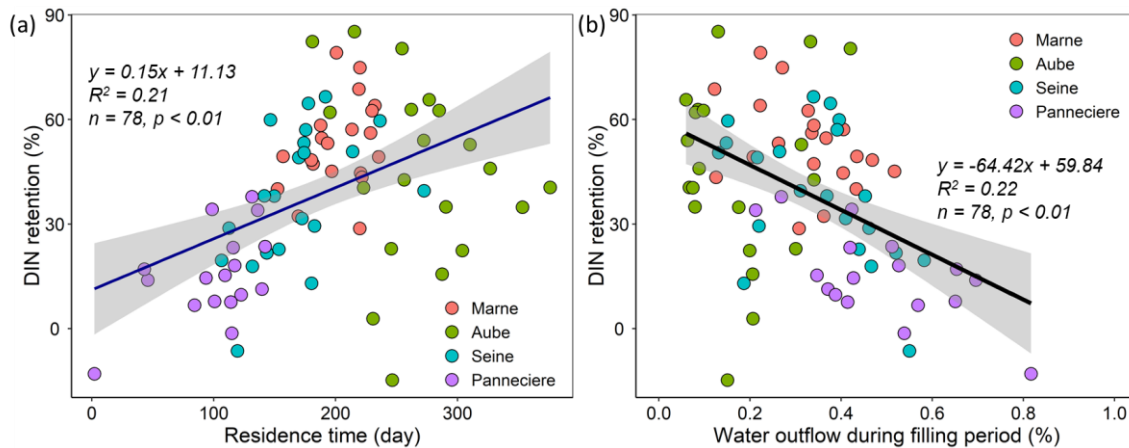 (a)
y = 0.15x + 11.13
R² = 0.21
n = 78, p < 0.01
DIN retention (%)
90
60
30
0
Marne
Aube
Seine
Panneciere
0
100
200
300
Residence time (day)
(b)
Marne
Aube
Seine
Panneciere
y = -64.42x + 59.84
R² = 0.22
n = 78, p < 0.01
DIN retention (%)
90
60
30
0
0.0
0.2
0.4
0.6
0.8
1.0
Water outflow during filling period (%)